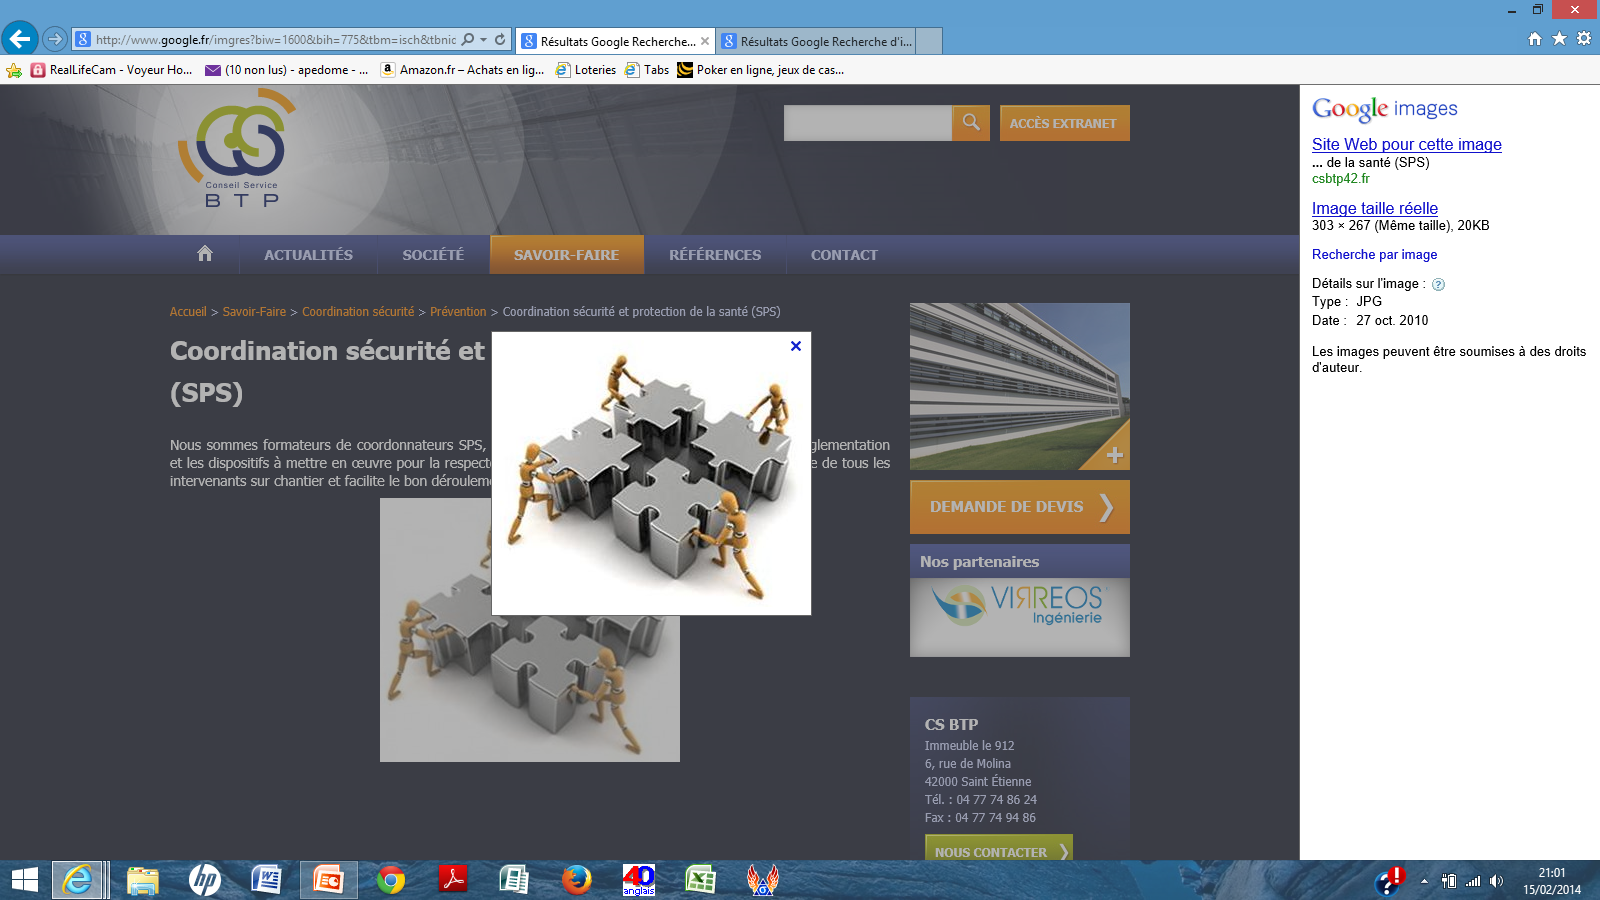 http://www.google.fr/imgres?biw=1600&bih=775&tbm=isch&tbnic
Résultats Google Recherche...
Résultats Google Recherche d'i...
RealLifeCam - Voyeur Ho...
(10 non lus) - apedome - ...
Amazon.fr – Achats en lig...
Loteries
Tabs
Poker en ligne, jeux de cas...
CS
Conseil Service
BTP
ACCÈS EXTRANET
ACTUALITÉS
SOCIÉTÉ
SAVOIR-FAIRE
RÉFÉRENCES
CONTACT
Accueil > Savoir-Faire > Coordination sécurité > Prévention > Coordination sécurité et protection de la santé (SPS)
Coordination sécurité et
(SPS)
Nous sommes formateurs de coordonnateurs SPS,
glementation
et les dispositifs à mettre en œuvre pour la respect
e de tous les
intervenants sur chantier et facilite le bon déroulem
DEMANDE DE DEVIS
Nos partenaires
VIRREOS
Ingénierie
CS BTP
Immeuble le 912
6, rue de Molina
42000 Saint Étienne
Tél. : 04 77 74 86 24
Fax : 04 77 74 94 86
NOUS CONTACTER
Google images
Site Web pour cette image
... de la santé (SPS)
csbtp42.fr
Image taille réelle
303 × 267 (Même taille), 20KB
Recherche par image
Détails sur l'image :
Type : JPG
Date : 27 oct. 2010
Les images peuvent être soumises à des droits
d'auteur.
hp
40
anglais
21:01
15/02/2014